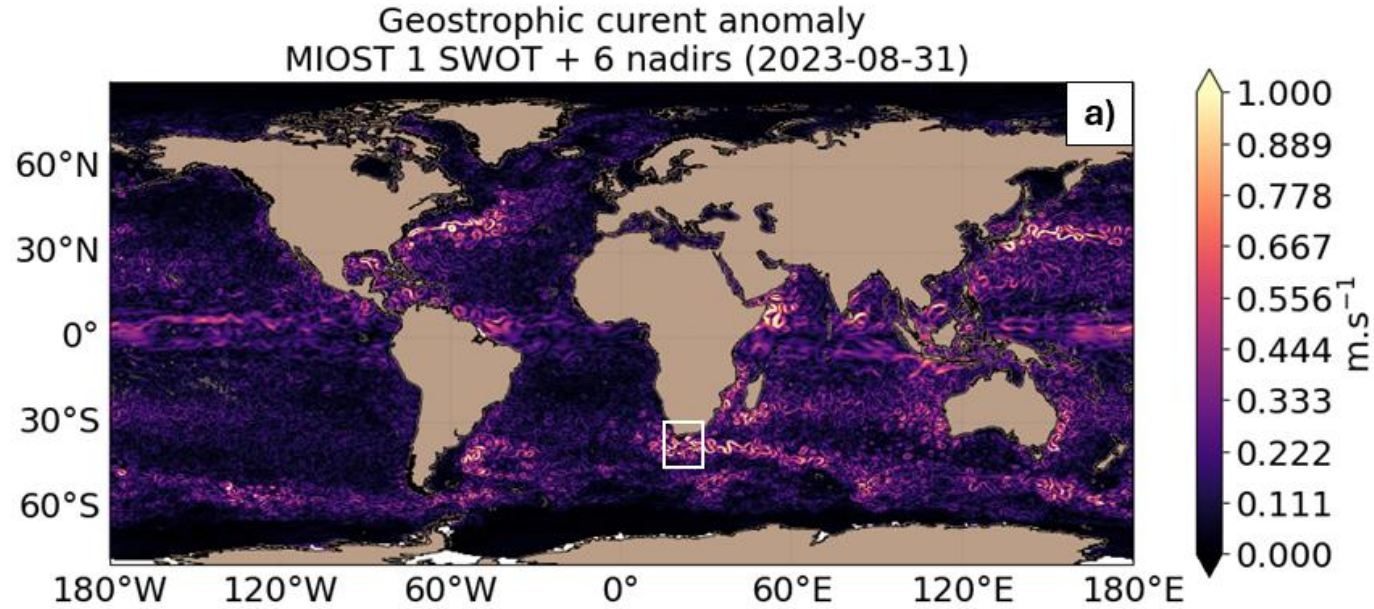 Geostrophic curent anomaly
MIOST 1 SWOT + 6 nadirs (2023-08-31)
a)
60°N
30°N
0°
30°S
60°S
180°W 120°W 60°W 0° 60°E 120°E 180°E
1.000
0.889
0.778
0.667
0.556
0.444
0.333
0.222
0.111
0.000
m.s⁻¹